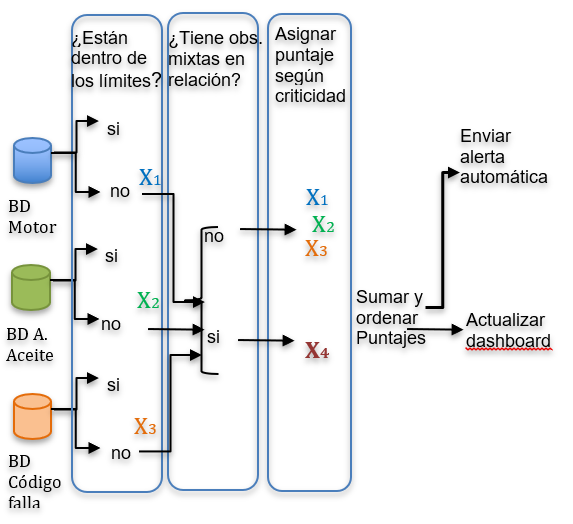 ¿Están
dentro de
los límites?
¿Tiene obs.
mixtas en
relación?
Asignar
puntaje
según
criticidad
BD
Motor
si
no
X1
BD A.
Aceite
si
no
X2
BD
Código
falla
si
no
X3
no
si
X1
X2
X3
X4
Sumar y
ordenar
Puntajes
Enviar
alerta
automática
Actualizar
dashboard